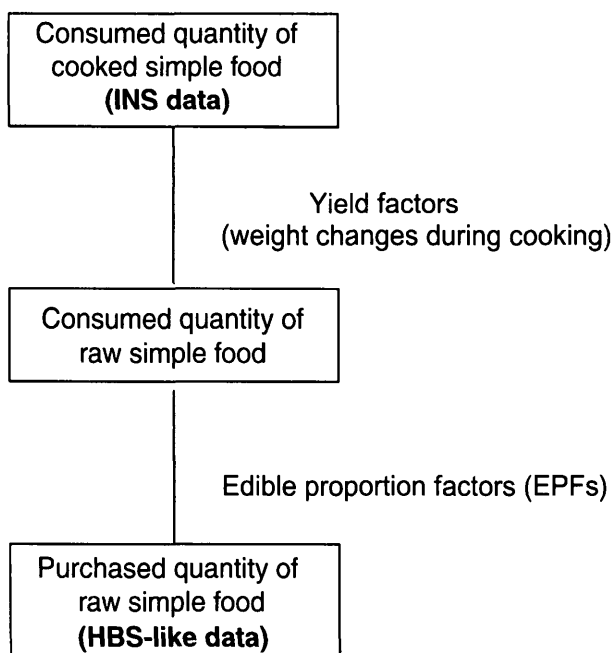 Consumed quantity of
cooked simple food
(INS data)
Yield factors
(weight changes during cooking)
Consumed quantity of
raw simple food
Edible proportion factors (EPFs)
Purchased quantity of
raw simple food
(HBS-like data)